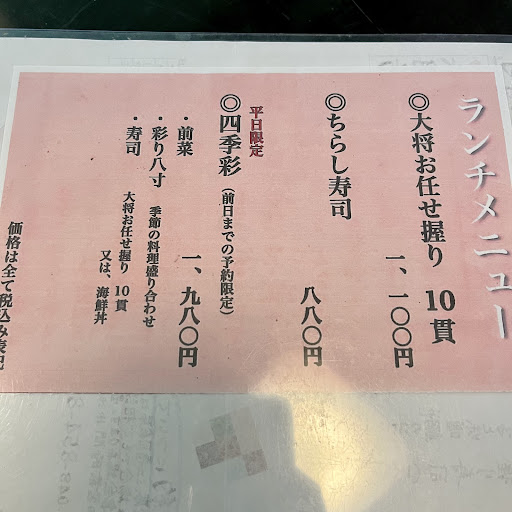 ランチメニュー
◎大将お任せ握り 10貫
一、一〇〇円
◎ちらし寿司
八八〇円
平日限定
◎四季彩(前日までの予約限定)
一、九八〇円
・前菜
・彩り八寸 季節の料理盛り合わせ
・寿司 大将お任せ握り 10貫
又は、海鮮丼
価格は全て税込み表記